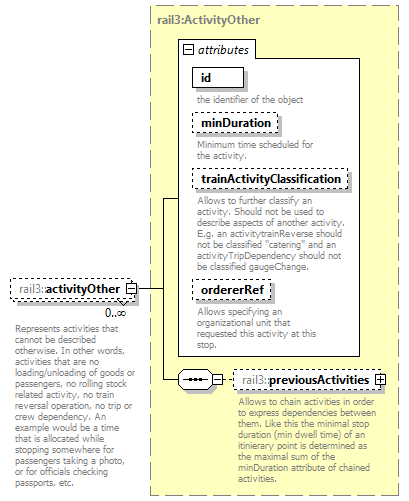 rail3:ActivityOther
attributes
id
the identifier of the object
minDuration
Minimum time scheduled for
the activity.
trainActivityClassification
Allows to further classify an
activity. Should not be used to
describe aspects of another activity.
E.g. an activitytrainReverse should
not be classified "catering" and an
activityTripDependency should not
be classified gaugeChange.
ordererRef
Allows specifying an
organizational unit that
requested this activity at this
stop.
rail3::activityOther
0..∞
Represents activities that
cannot be described
otherwise. In other words,
activities that are no
loading/unloading of goods or
passengers, no rolling stock
related activity, no train
reversal operation, no trip or
crew dependency. An
example would be a time
that is allocated while
stopping somewhere for
passengers taking a photo,
or for officials checking
passports, etc.
rail3::previousActivities
Allows to chain activities in order
to express dependencies between
them. Like this the minimal stop
duration (min dwell time) of an
itinierary point is determined as
the maximal sum of the
minDuration attribute of chained
activities.